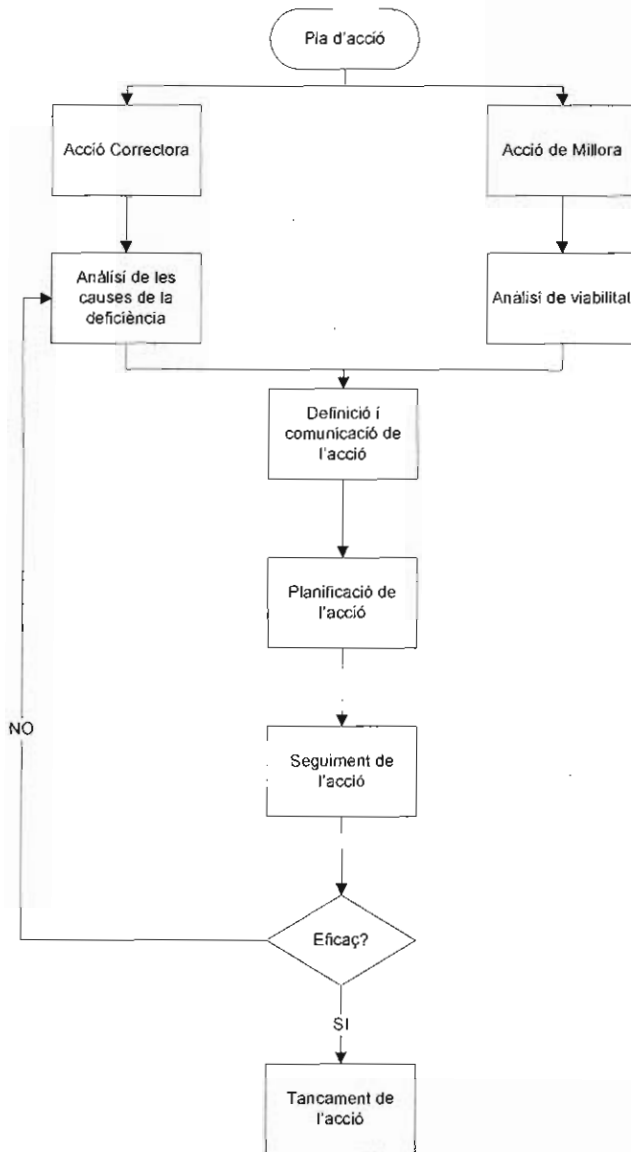 Pla d'acció
Acció Correctora
Acció de Millora
Anàlisi de les
causes de la
deficiència
Anàlisi de viabilitat
Definició i
comunicació de
l'acció
Planificació de
l'acció
Seguiment de
l'acció
NO
Eficaç?
SI
Tancament de
l'acció